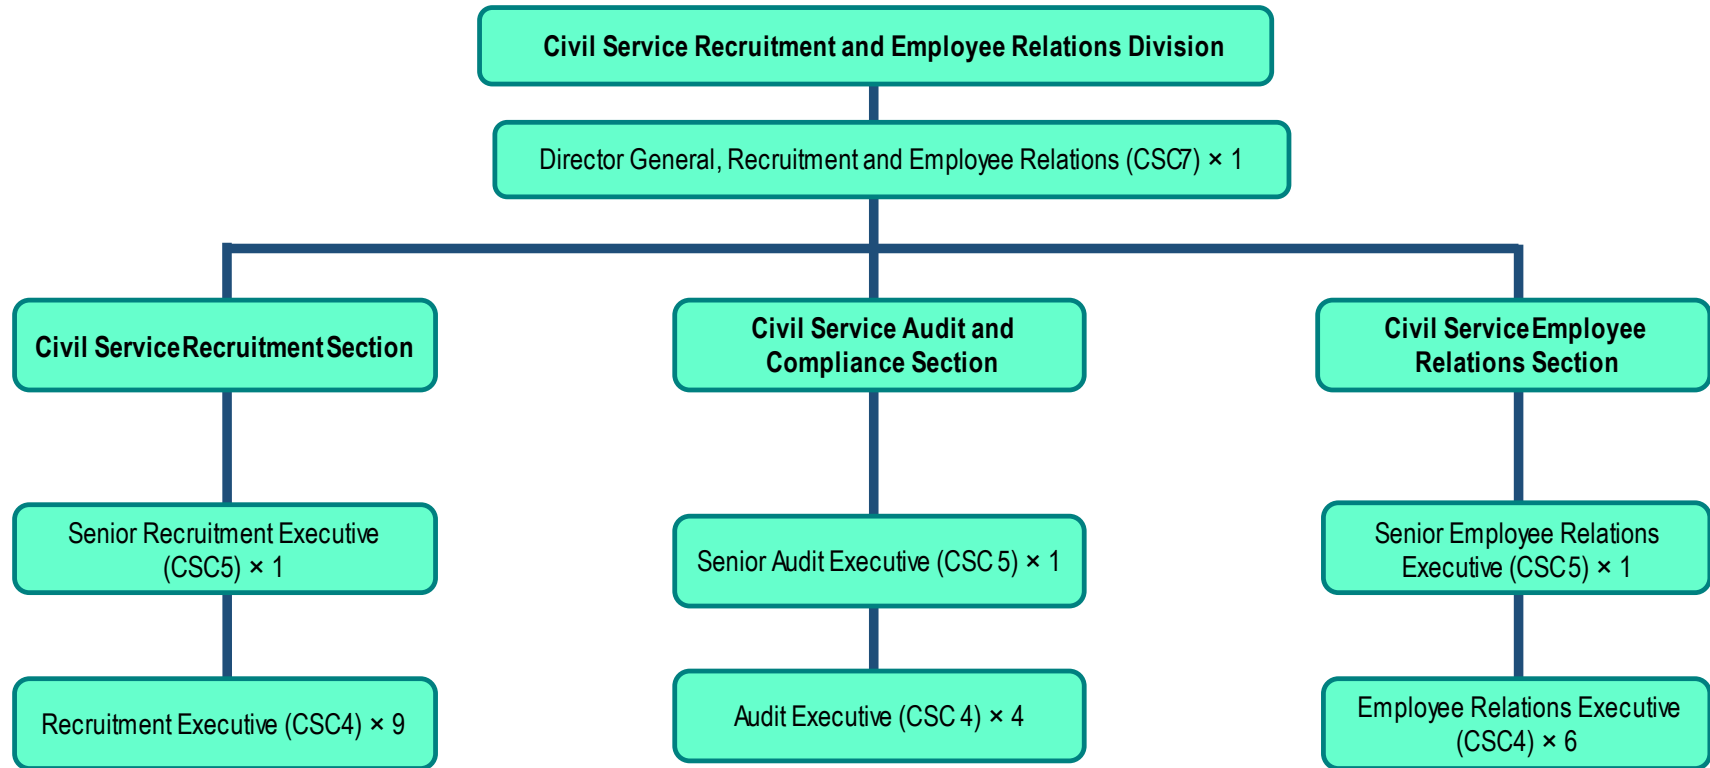 Civil Service Recruitment and Employee Relations Division
Director General, Recruitment and Employee Relations (CSC7) × 1
Civil Service Recruitment Section
Civil Service Audit and
Compliance Section
Civil Service Employee
Relations Section
Senior Recruitment Executive
(CSC5) × 1
Senior Audit Executive (CSC 5) × 1
Senior Employee Relations
Executive (CSC 5) × 1
Recruitment Executive (CSC4) × 9
Audit Executive (CSC 4) × 4
Employee Relations Executive
(CSC4) × 6